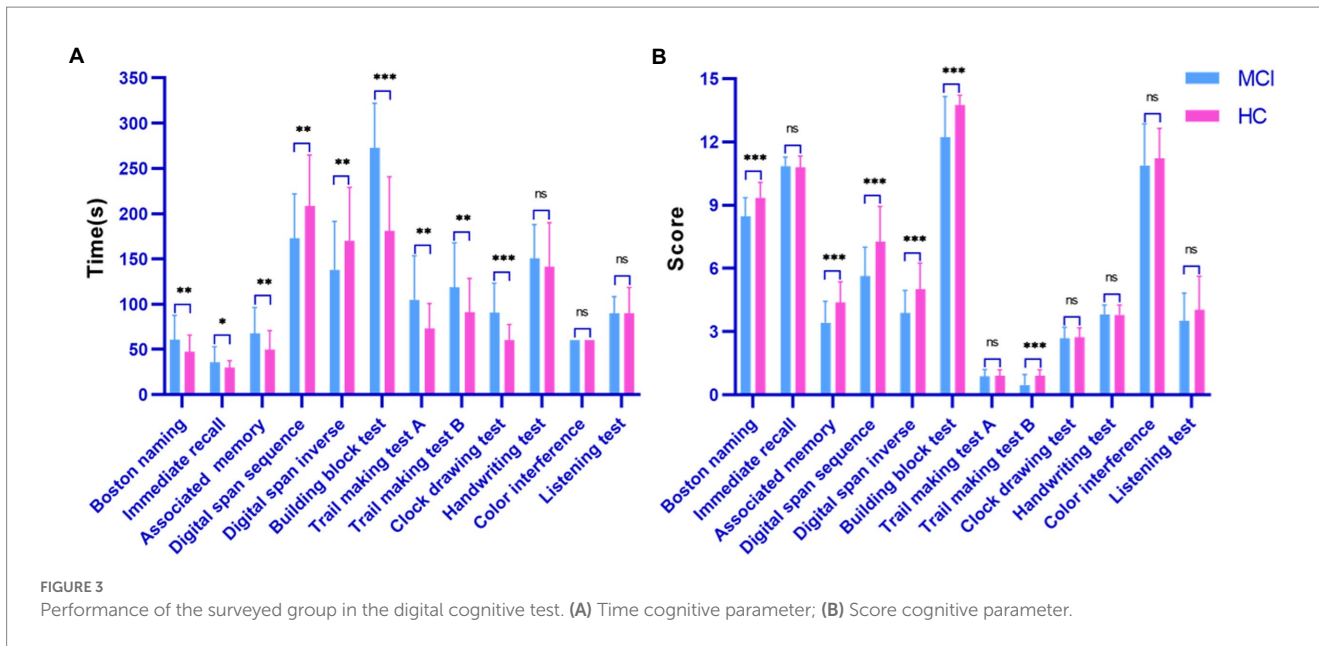 A
Time(s)
350
300
250
200
150
100
50
0
**
*
**
**
**
***
**
**
***
ns
ns
ns
Boston naming
Immediate recall
Associated memory
Digital span sequence
Digital span inverse
Building block test
Trail making test A
Trail making test B
Clock drawing test
Handwriting test
Color interference
Listening test
B
Score
15
12
9
6
3
0
***
ns
***
***
***
***
ns
***
ns
ns
ns
ns
Boston naming
Immediate recall
Associated memory
Digital span sequence
Digital span inverse
Building block test
Trail making test A
Trail making test B
Clock drawing test
Handwriting test
Color interference
Listening test
MCI
HC
FIGURE 3
Performance of the surveyed group in the digital cognitive test. (A) Time cognitive parameter; (B) Score cognitive parameter.